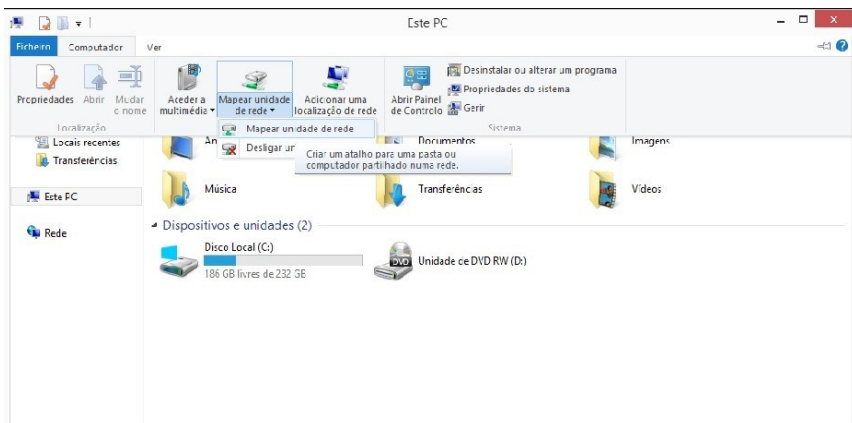 Este PC
Ficheiro Computador Ver
Propriedades Abrir Mudar o nome
Aceder a multimédia
Mapear unidade de rede
Adicionar uma localização de rede
Abrir Painel de Controlo
Desinstalar ou alterar um programa
Propriedades do sistema
Gerir
Localização
Sistema
Mapear unidade de rede
Desligar un
Criar um atalho para uma pasta ou
computador partilhado numa rede.
Locais recentes
Transferências
Este PC
Rede
Documentos
Imagens
Música
Transferências
Vídeos
Dispositivos e unidades (2)
Disco Local (C:)
186 GB livres de 232 GB
DVD
Unidade de DVD RW (D:)